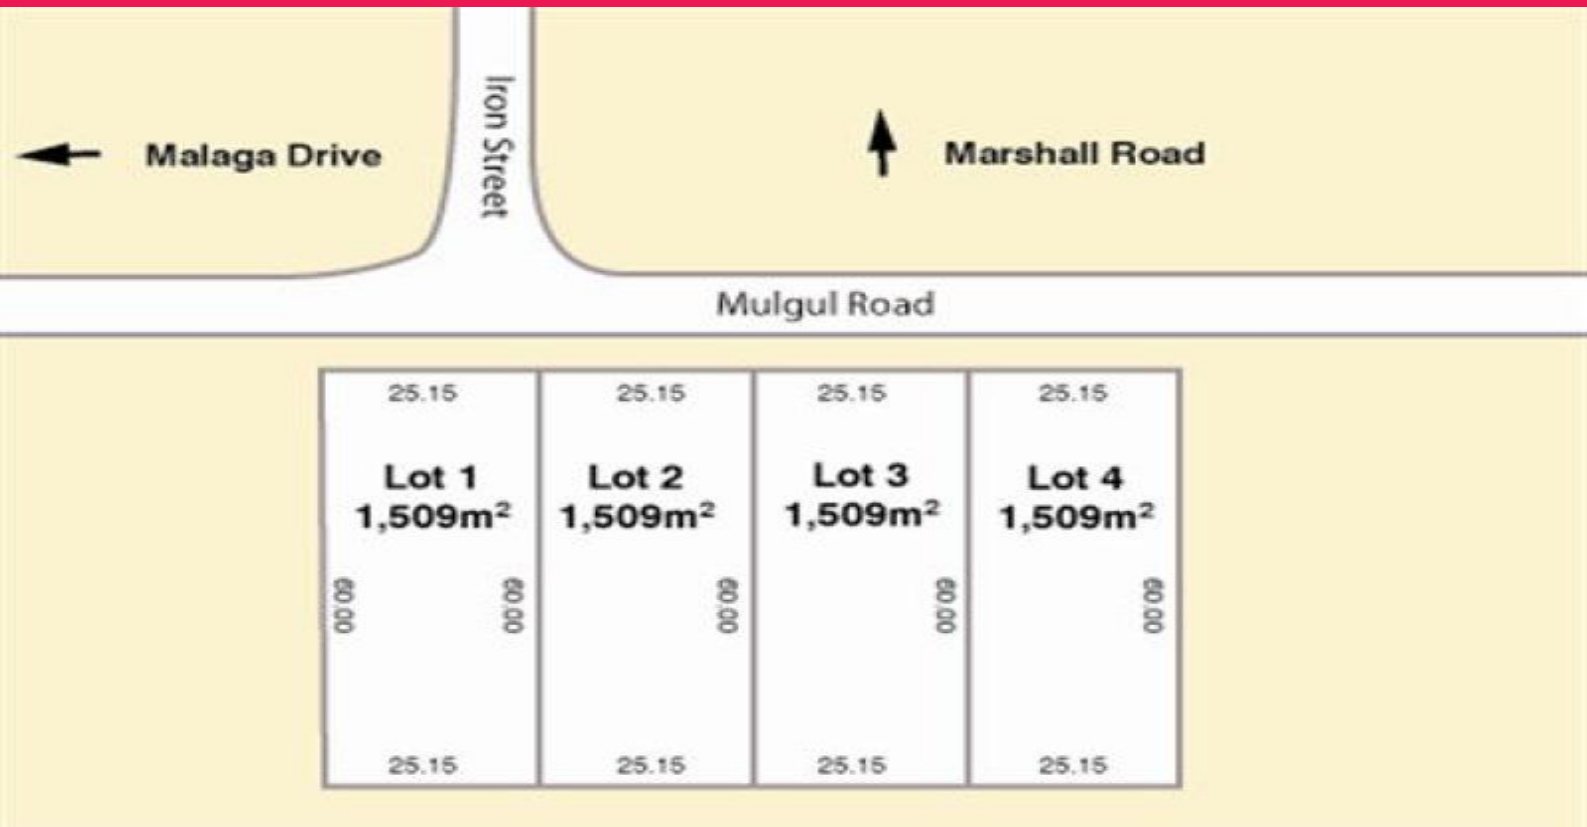 Iron Street
Malaga Drive
Marshall Road
Mulgul Road
25.15 25.15 25.15 25.15
Lot 1 Lot 2 Lot 3 Lot 4
1,509m² 1,509m² 1,509m² 1,509m²
60.00 60.00 60.00 60.00 60.00
25.15 25.15 25.15 25.15